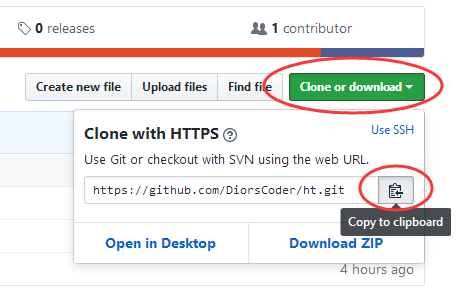 0 releases
1 contributor
Create new file
Upload files
Find file
Clone or download
Clone with HTTPS
Use SSH
Use Git or checkout with SVN using the web URL.
https://github.com/DiorsCoder/ht.git
Copy to clipboard
Open in Desktop
Download ZIP
4 hours ago